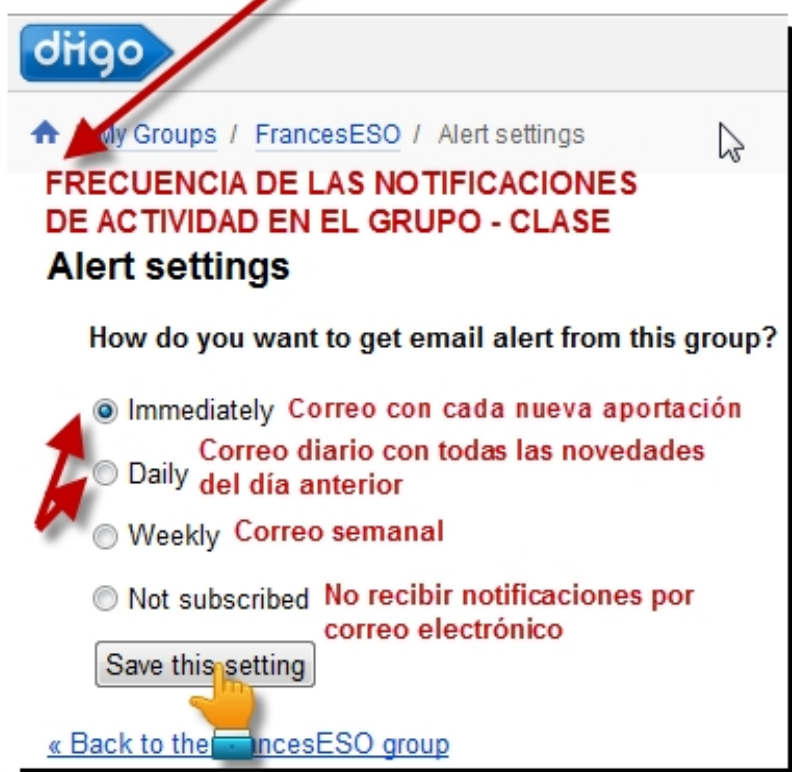 diigo
My Groups / FrancesESO / Alert settings
FRECUENCIA DE LAS NOTIFICACIONES
DE ACTIVIDAD EN EL GRUPO - CLASE
Alert settings
How do you want to get email alert from this group?
Immediately Correo con cada nueva aportación
Daily Correo diario con todas las novedades
del día anterior
Weekly Correo semanal
Not subscribed No recibir notificaciones por
correo electrónico
Save this setting
« Back to the FrancesESO group